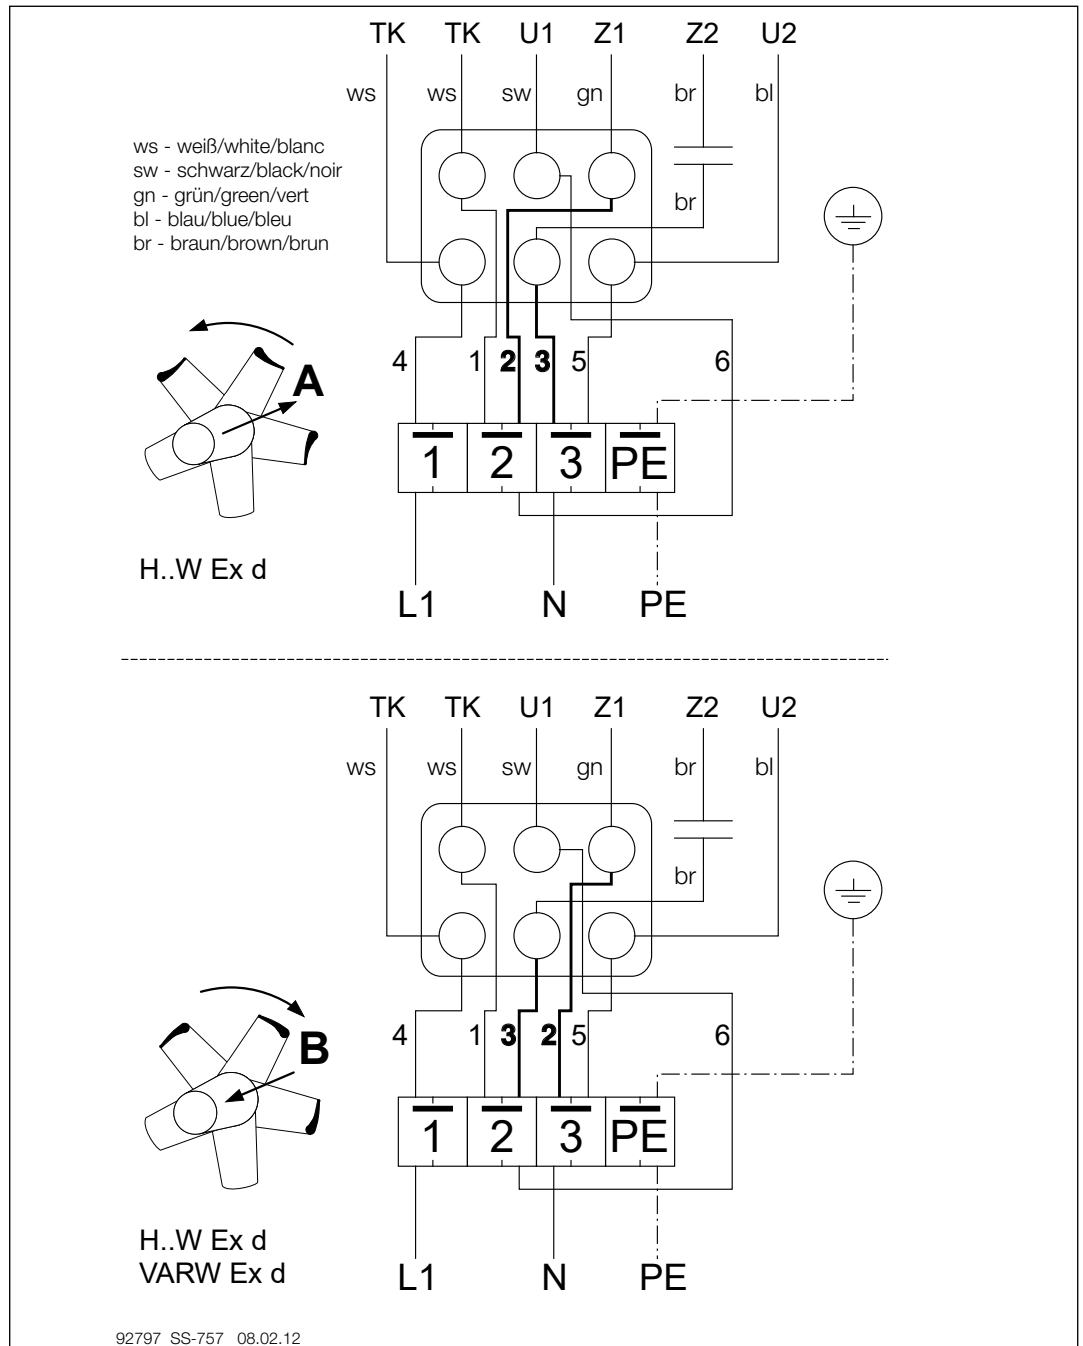 TK TK U1 Z1 Z2 U2
ws ws sw gn br bl
ws - weiß/white/blanc
sw - schwarz/black/noir
gn - grün/green/vert
bl - blau/blue/bleu
br - braun/brown/brun
br
4 1 2 3 5 6
A
1 2 3 PE
H..W Ex d
L1 N PE
TK TK U1 Z1 Z2 U2
ws ws sw gn br bl
br
4 1 3 2 5 6
B
1 2 3 PE
H..W Ex d
VARW Ex d
L1 N PE
92797 SS-757 08.02.12